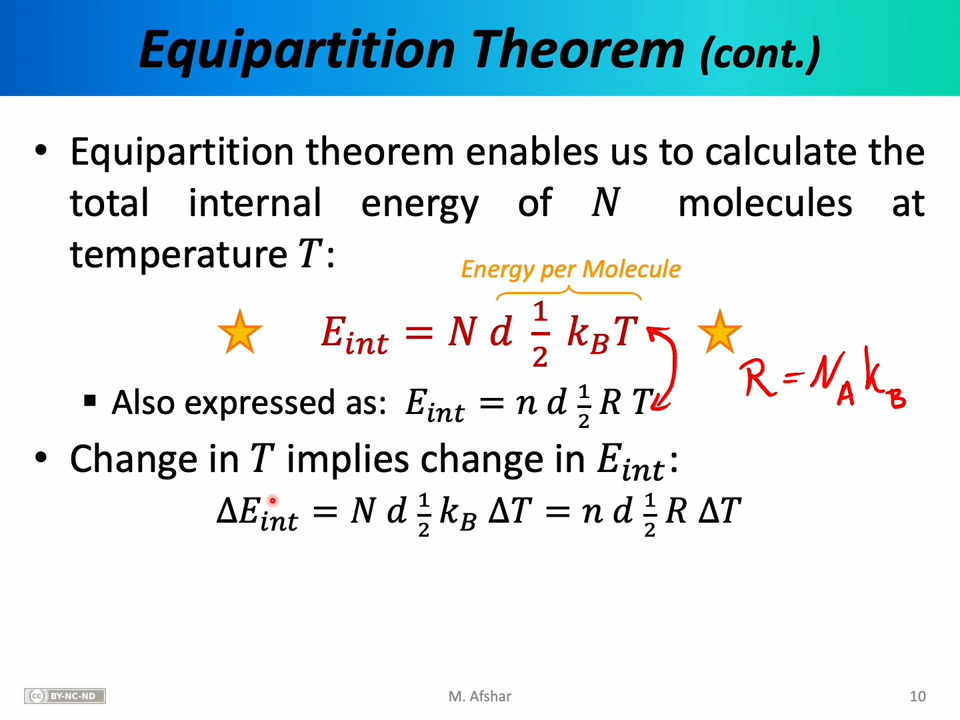 Equipartition Theorem (cont.)
• Equipartition theorem enables us to calculate the
total internal energy of N molecules at
temperature T:
Energy per Molecule
E_int = N d 1/2 k_B T
R = N_A k_B
▪ Also expressed as: E_int = n d 1/2 R T
• Change in T implies change in E_int:
ΔE_int = N d 1/2 k_B ΔT = n d 1/2 R ΔT
cc BY-NC-ND
M. Afshar
10